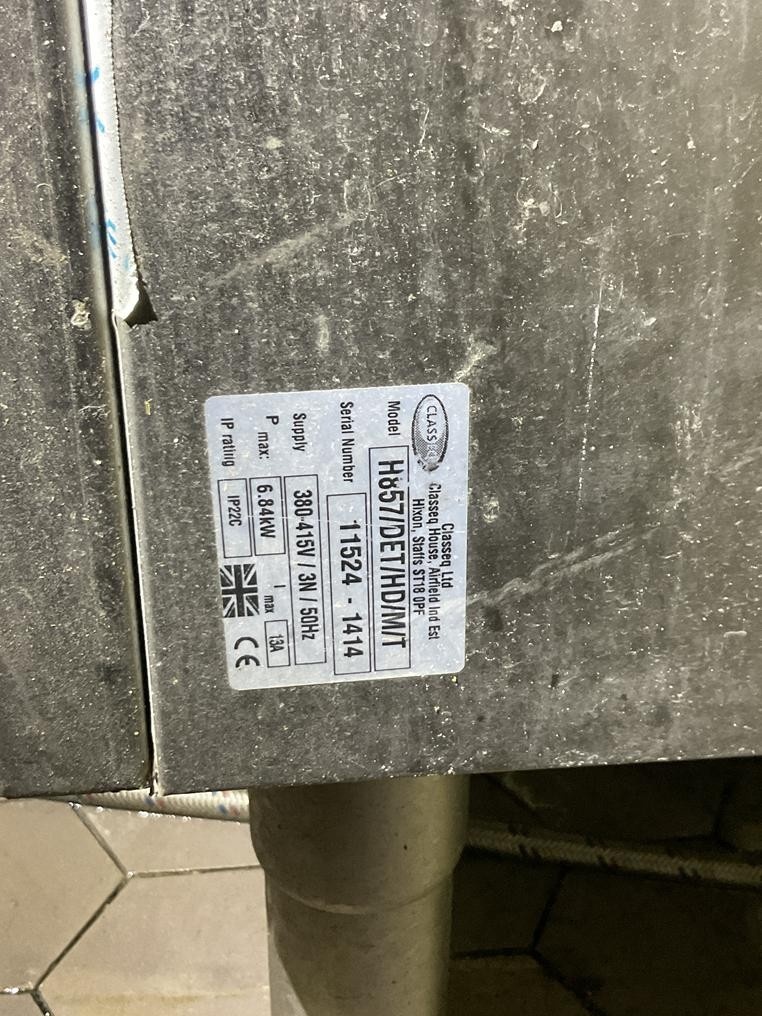 CLASSEQ
Classeq Ltd
Classeq House, Airfield Ind Est
Hixon, Staffs ST18 0PF
Model H857/DET/HD/M/T
Serial Number 11524 - 1414
Supply 380-415V / 3N / 50Hz
P max: 6.84kW I max 13A
IP rating IP22C CE